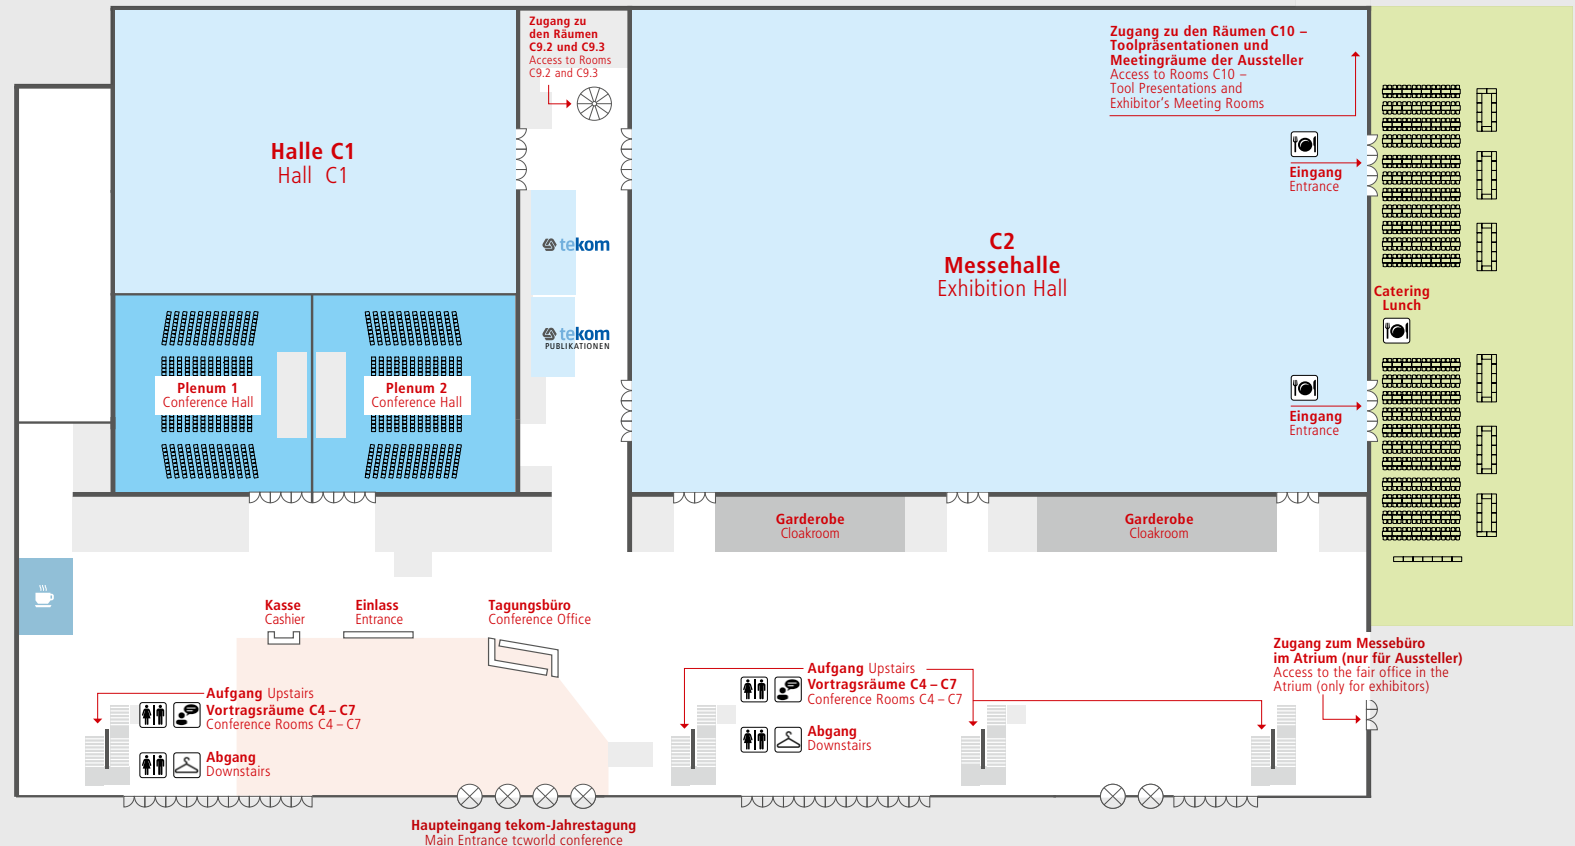 Zugang zu
den Räumen
C9.2 und C9.3
Access to Rooms
C9.2 and C9.3
Zugang zu den Räumen C10 –
Toolpräsentationen und
Meetingräume der Aussteller
Access to Rooms C10 –
Tool Presentations and
Exhibitor's Meeting Rooms
Halle C1
Hall C1
Eingang
Entrance
tekom
C2
Messehalle
Exhibition Hall
Catering
Lunch
tekom
PUBLIKATIONEN
Plenum 1
Conference Hall
Plenum 2
Conference Hall
Eingang
Entrance
Garderobe
Cloakroom
Garderobe
Cloakroom
Kasse
Cashier
Einlass
Entrance
Tagungsbüro
Conference Office
Zugang zum Messebüro
im Atrium (nur für Aussteller)
Access to the fair office in the
Atrium (only for exhibitors)
Aufgang Upstairs
Vortragsräume C4 – C7
Conference Rooms C4 – C7
Abgang
Downstairs
Aufgang Upstairs
Vortragsräume C4 – C7
Conference Rooms C4 – C7
Abgang
Downstairs
Haupteingang tekom-Jahrestagung
Main Entrance tcworld conference